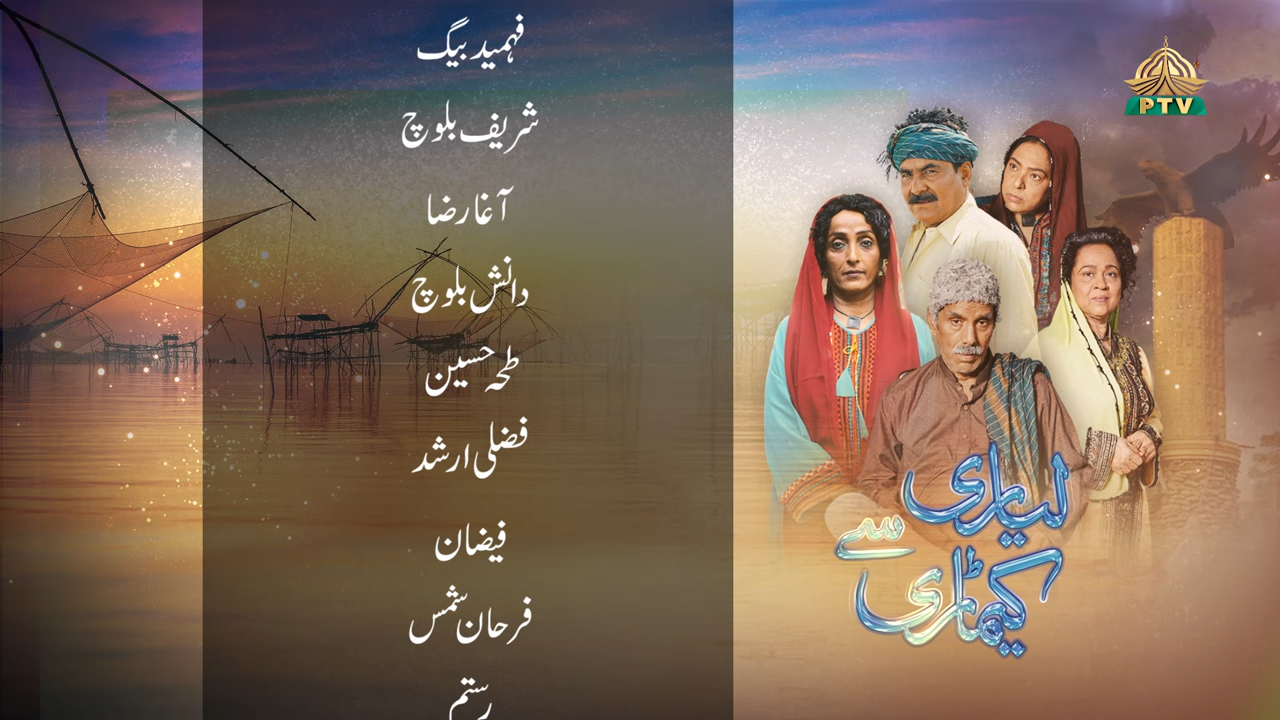 فہمید بیگ
شریف بلوچ
آغا رضا
دانش بلوچ
طحہ حسین
فضلی ارشد
فیضان
فرحان شمس
رستم
PTV
لیاری
سے
کیماڑی